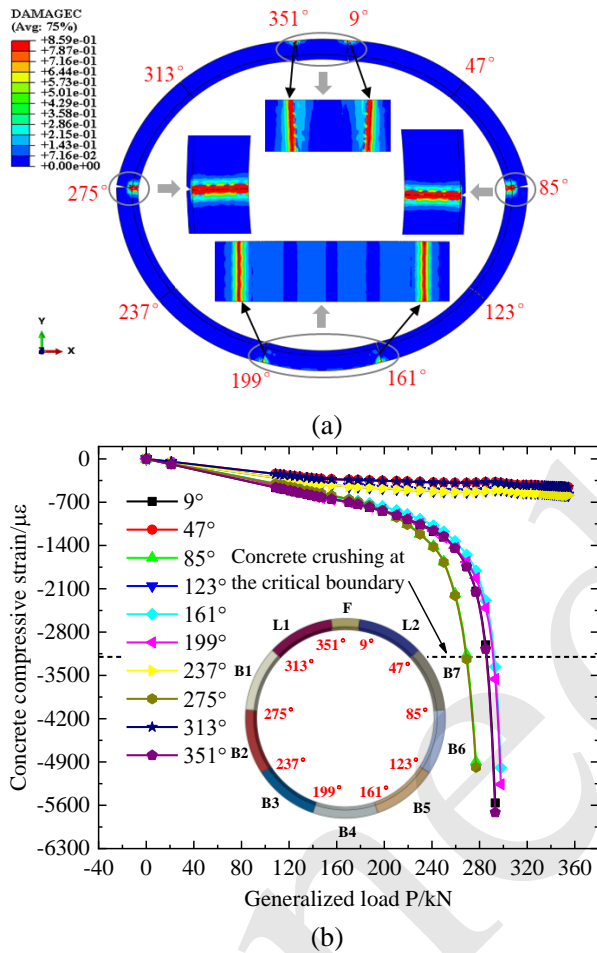 DAMAGEC
(Avg: 75%)
+8.59e-01
+7.87e-01
+7.16e-01
+6.44e-01
+5.73e-01
+5.01e-01
+4.29e-01
+3.58e-01
+2.86e-01
+2.15e-01
+1.43e-01
+7.16e-02
+0.00e+00
351° 9°
313° 47°
275° 85°
237° 123°
199° 161°
Y
X
(a)
Concrete compressive strain/με
0
-700
-1400
-2100
-2800
-3500
-4200
-4900
-5600
-6300
9°
47°
85°
123°
161°
199°
237°
275°
313°
351°
Concrete crushing at
the critical boundary
F
L1 L2
351° 9°
313° 47°
B1 B7
275° 85°
B2 B6
237° 123°
B3 199° 161° B5
B4
-40 0 40 80 120 160 200 240 280 320 360
Generalized load P/kN
(b)